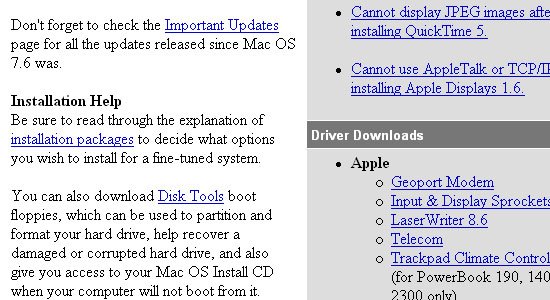 Don't forget to check the Important Updates
page for all the updates released since Mac OS
7.6 was.
Installation Help
Be sure to read through the explanation of
installation packages to decide what options
you wish to install for a fine-tuned system.
You can also download Disk Tools boot
floppies, which can be used to partition and
format your hard drive, help recover a
damaged or corrupted hard drive, and also
give you access to your Mac OS Install CD
when your computer will not boot from it.
Cannot display JPEG images afte
installing QuickTime 5.
Cannot use AppleTalk or TCP/IP
installing Apple Displays 1.6.
Driver Downloads
Apple
Geoport Modem
Input & Display Sprockets
LaserWriter 8.6
Telecom
Trackpad Climate Control
(for PowerBook 190, 140
2300 only)